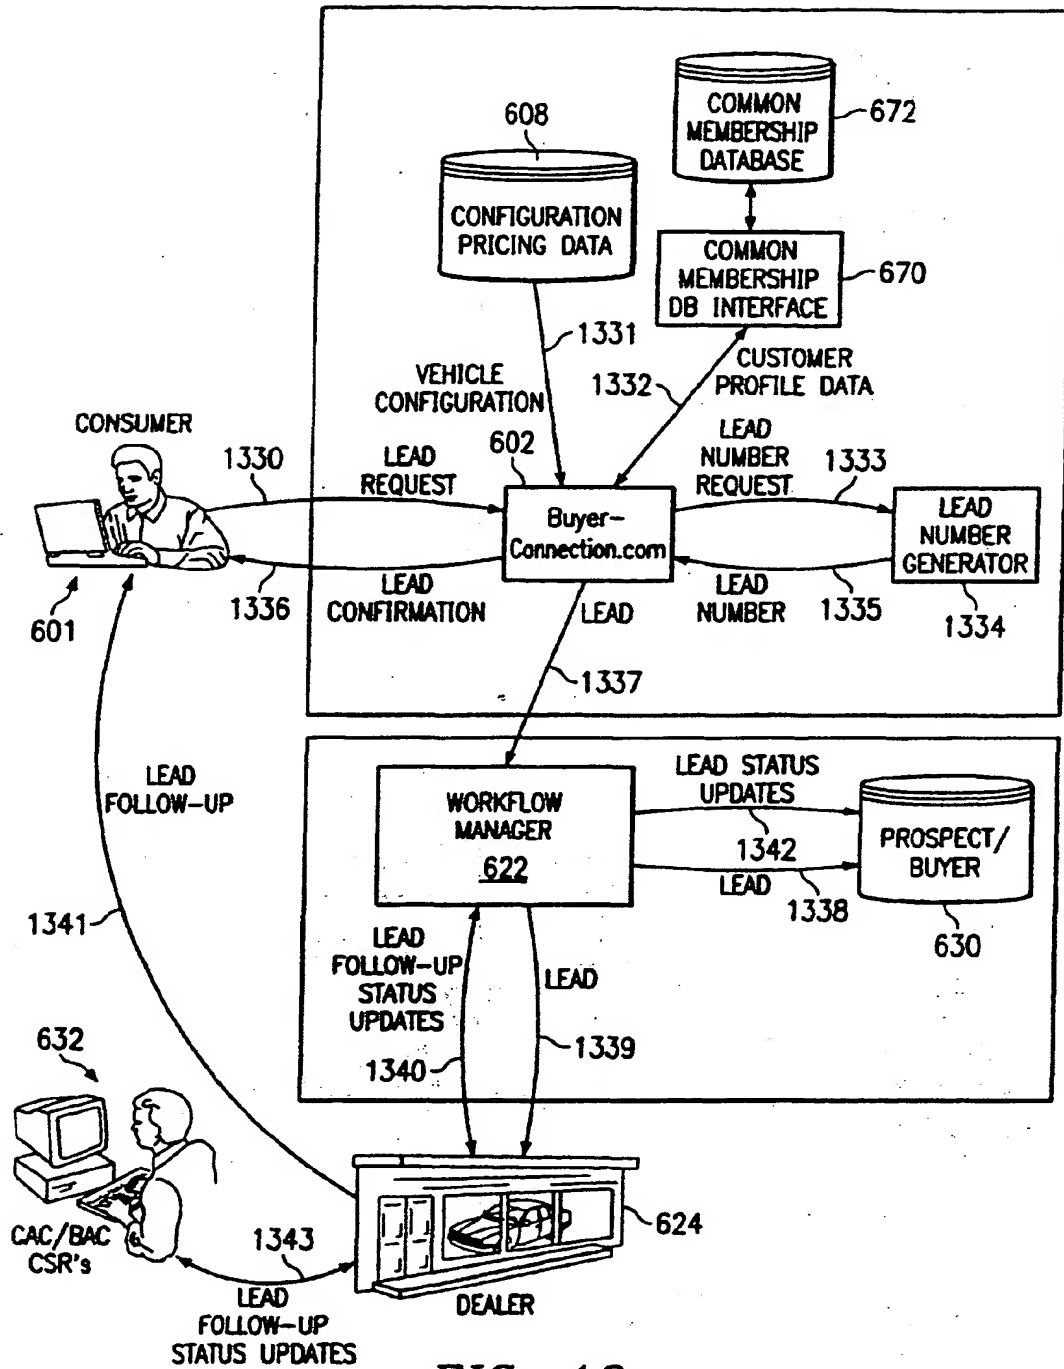 COMMON
MEMBERSHIP
DATABASE
672
608
CONFIGURATION
PRICING DATA
COMMON
MEMBERSHIP
DB INTERFACE
670
1331
VEHICLE
CONFIGURATION
1332
CUSTOMER
PROFILE DATA
CONSUMER
1330
LEAD
REQUEST
602
LEAD
NUMBER
REQUEST
1333
Buyer-
Connection.com
LEAD
NUMBER
GENERATOR
601
1336
LEAD
CONFIRMATION
LEAD
LEAD
NUMBER
1335
1334
1337
LEAD
FOLLOW-UP
WORKFLOW
MANAGER
622
LEAD STATUS
UPDATES
1342
LEAD
1338
PROSPECT/
BUYER
630
1341
LEAD
FOLLOW-UP
STATUS
UPDATES
LEAD
1340
1339
632
CAC/BAC
CSR's
1343
LEAD
FOLLOW-UP
STATUS UPDATES
624
DEALER